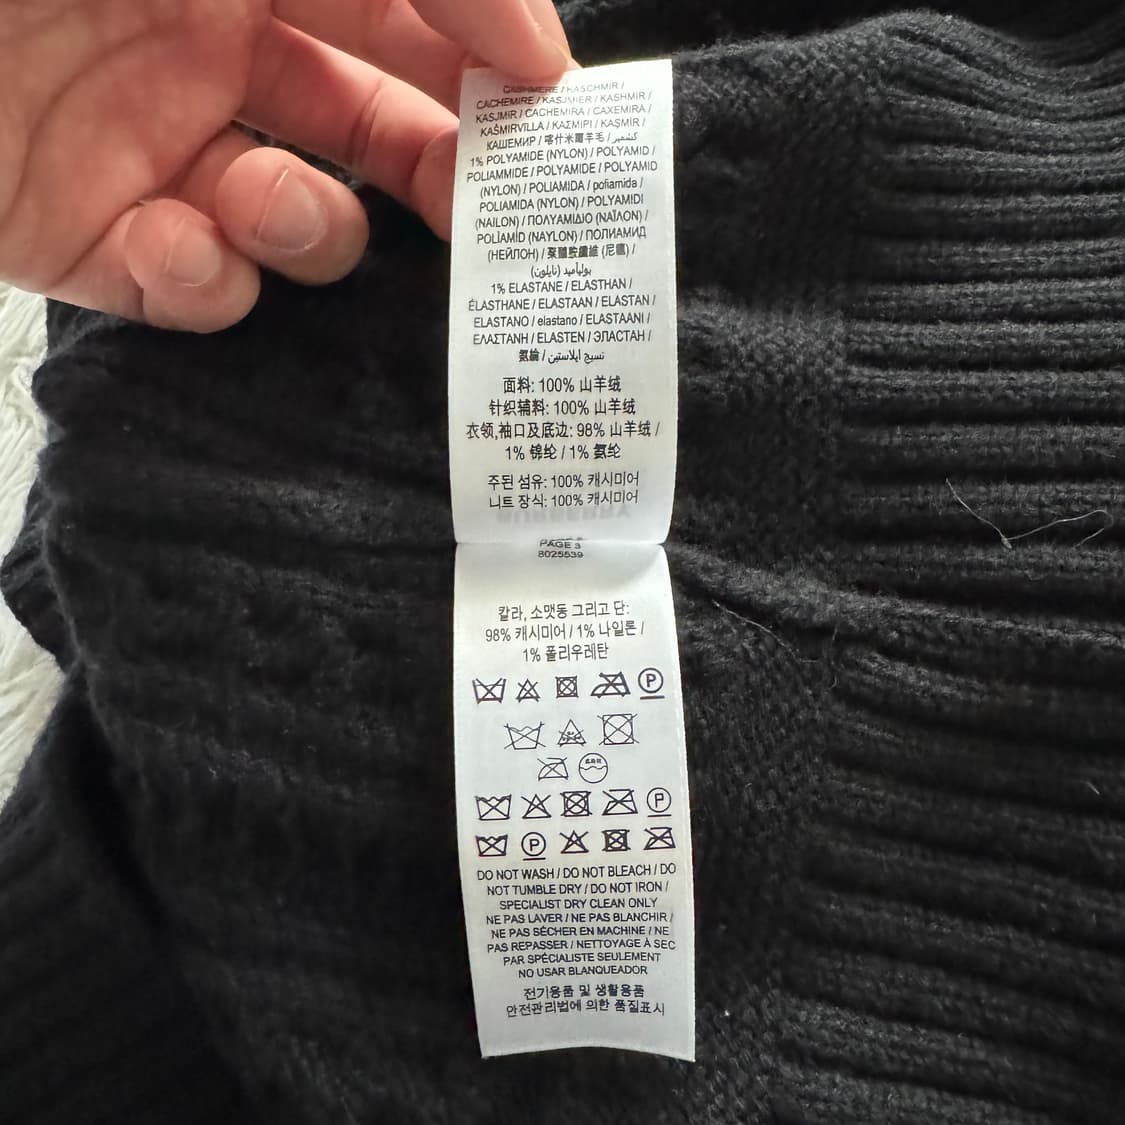 CASHMERE / KASCHMIR /
CACHEMIRE / KASJMIER / KASHMIR /
KASJMIR / CACHEMIRA / CAXEMIRA /
KAŠMIRVILLA / ΚΑΣΜΙΡΙ / KAŞMİR /
КАШЕМИР / 喀什米爾羊毛 / كشمير
1% POLYAMIDE (NYLON) / POLYAMID /
POLIAMMIDE / POLYAMIDE / POLYAMID
(NYLON) / POLIAMIDA / poliamida /
POLIAMIDA (NYLON) / POLYAMIDI
(NAILON) / ΠΟΛΥΑΜΙΔΙΟ (ΝΑΪΛΟΝ) /
POLİAMİD (NAYLON) / ПОЛИАМИД
(НЕЙЛОН) / 聚醯胺纖維 (尼龍) /
بولياميد (نايلون)
1% ELASTANE / ELASTHAN /
ÉLASTHANE / ELASTAAN / ELASTAN /
ELASTANO / elastano / ELASTAANI /
ΕΛΑΣΤΑΝΗ / ELASTEN / ЭЛАСТАН /
氨綸 / نسيج ايلاستين
面料: 100% 山羊绒
针织辅料: 100% 山羊绒
衣领,袖口及底边: 98% 山羊绒 /
1% 锦纶 / 1% 氨纶
주된 섬유: 100% 캐시미어
니트 장식: 100% 캐시미어
PAGE 3
8025539
칼라, 소맷동 그리고 단:
98% 캐시미어 / 1% 나일론 /
1% 폴리우레탄
P
P
P
DO NOT WASH / DO NOT BLEACH / DO
NOT TUMBLE DRY / DO NOT IRON /
SPECIALIST DRY CLEAN ONLY
NE PAS LAVER / NE PAS BLANCHIR /
NE PAS SÉCHER EN MACHINE / NE
PAS REPASSER / NETTOYAGE À SEC
PAR SPÉCIALISTE SEULEMENT
NO USAR BLANQUEADOR
전기용품 및 생활용품
안전관리법에 의한 품질표시